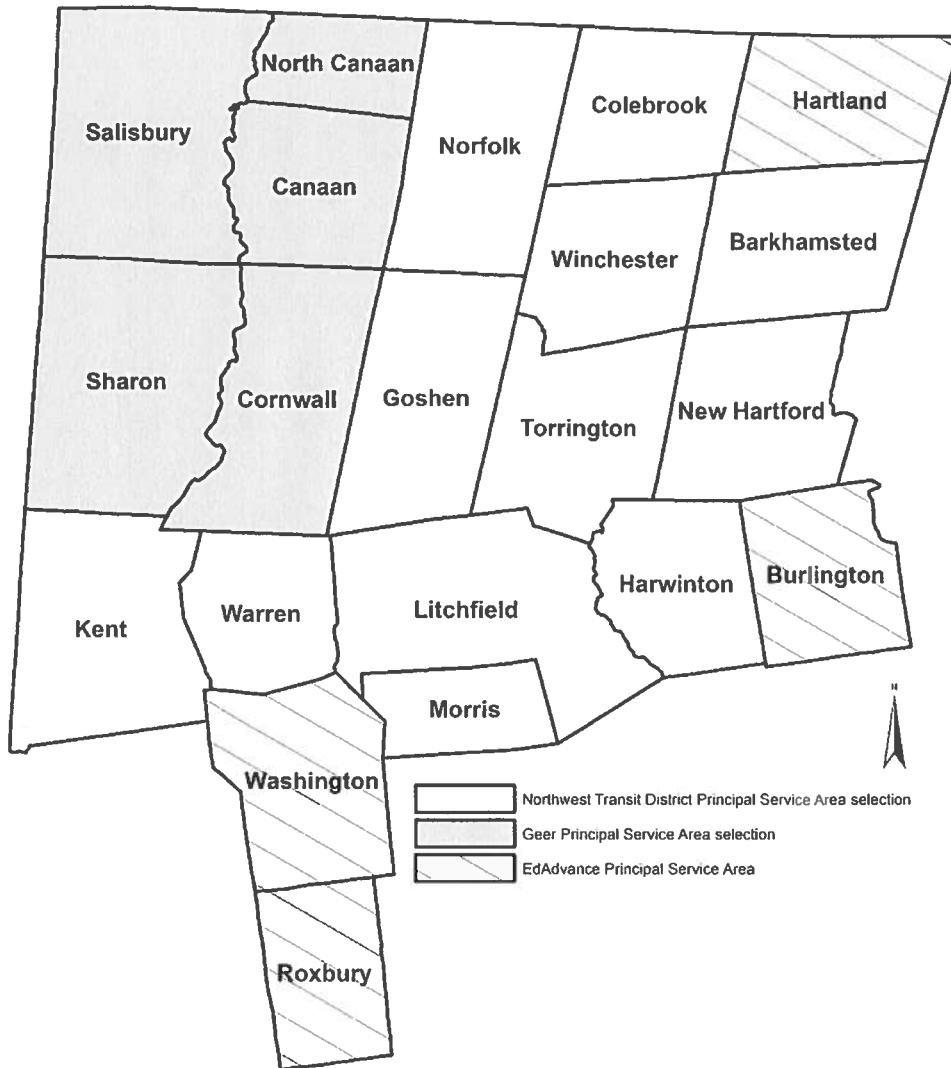 North Canaan
Colebrook
Hartland
Salisbury
Norfolk
Canaan
Winchester
Barkhamsted
Sharon
Cornwall
Goshen
Torrington
New Hartford
Kent
Warren
Litchfield
Harwinton
Burlington
Morris
N
Washington
Northwest Transit District Principal Service Area selection
Geer Principal Service Area selection
EdAdvance Principal Service Area
Roxbury